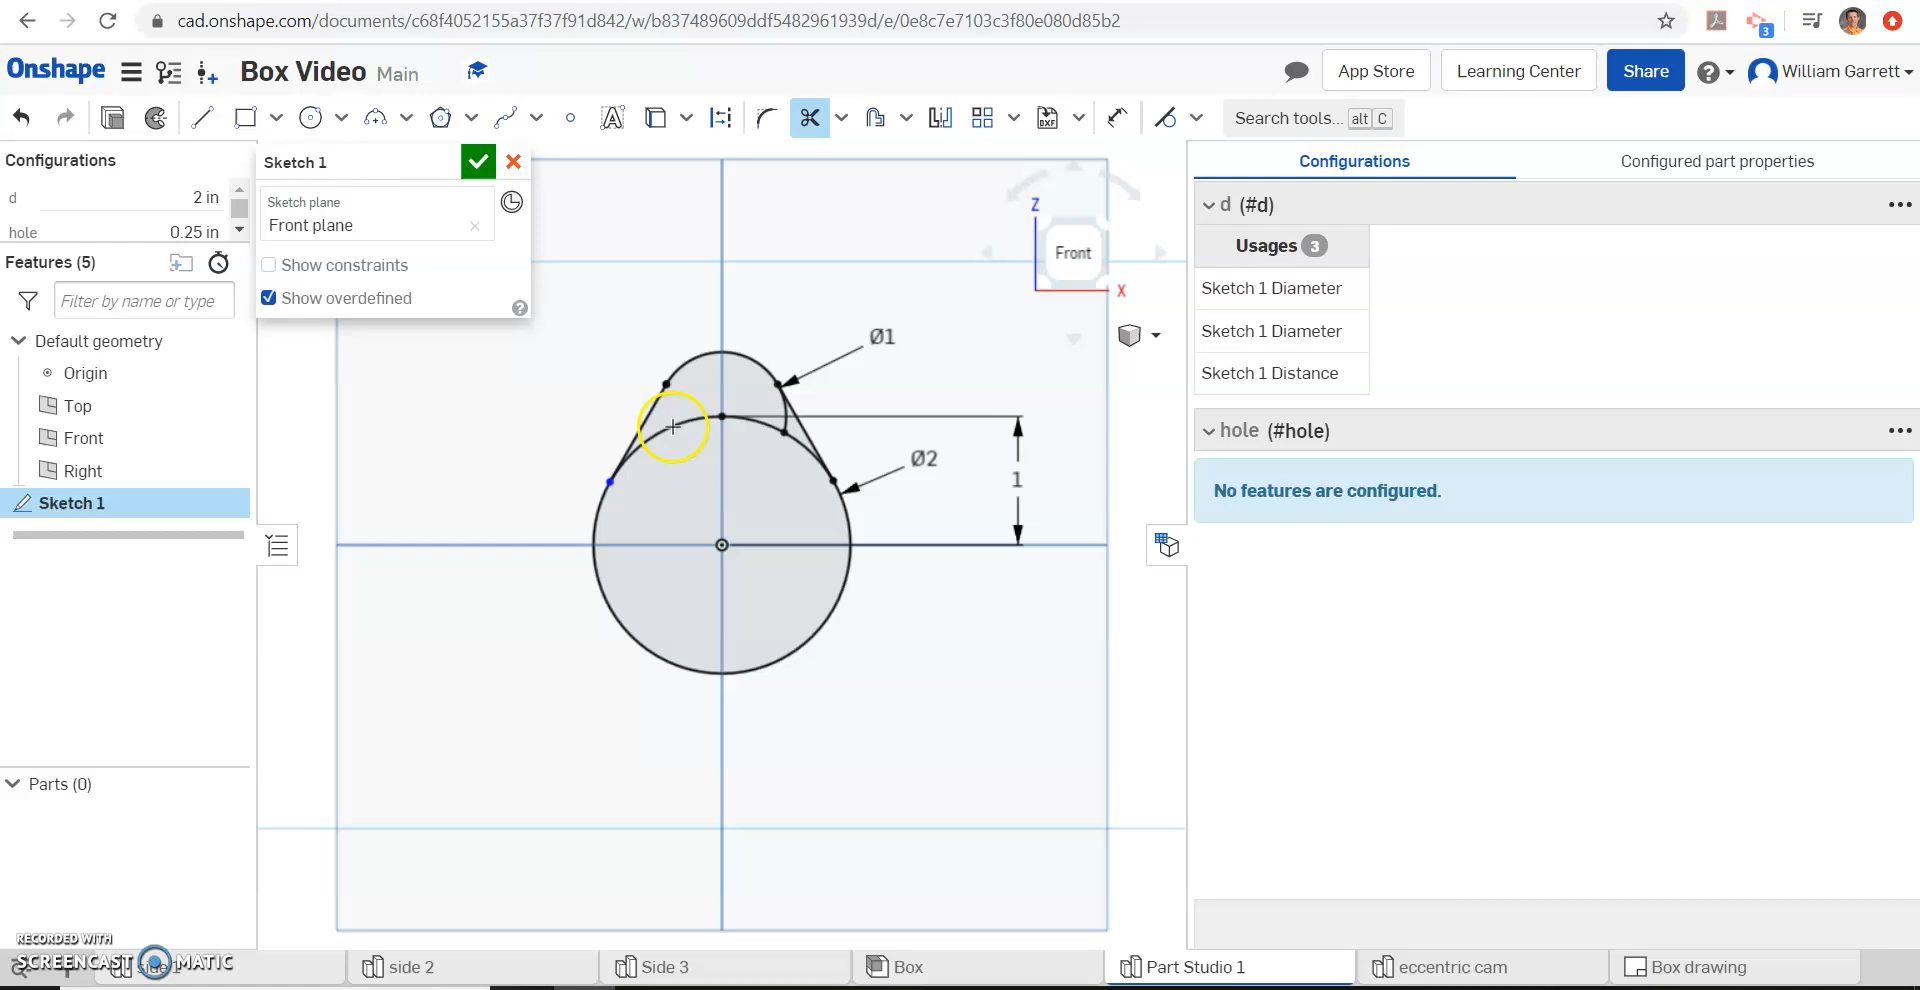 cad.onshape.com/documents/c68f4052155a37f37f91d842/w/b837489609ddf5482961939d/e/0e8c7e7103c3f80e080d85b2
3
Onshape
Box Video Main
App Store
Learning Center
Share
William Garrett
Search tools... alt C
Configurations
d 2 in
hole 0.25 in
Features (5)
Filter by name or type
Default geometry
Origin
Top
Front
Right
Sketch 1
Parts (0)
Sketch 1
Sketch plane
Front plane
Show constraints
Show overdefined
Z
Front
X
Ø1
Ø2
1
Configurations
Configured part properties
d (#d)
Usages 3
Sketch 1 Diameter
Sketch 1 Diameter
Sketch 1 Distance
hole (#hole)
No features are configured.
RECORDED WITH
SCREENCAST MATIC
side 2
Side 3
Box
Part Studio 1
eccentric cam
Box drawing